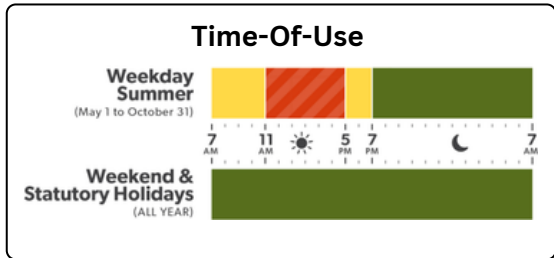 Time-Of-Use
Weekday
Summer
(May 1 to October 31)
7 11 5 7 7
AM AM PM PM AM
Weekend &
Statutory Holidays
(ALL YEAR)